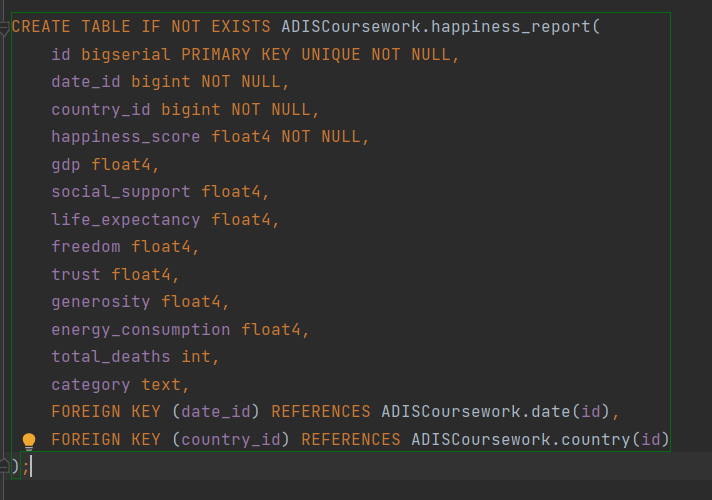 CREATE TABLE IF NOT EXISTS ADISCoursework.happiness_report(
id bigserial PRIMARY KEY UNIQUE NOT NULL,
date_id bigint NOT NULL,
country_id bigint NOT NULL,
happiness_score float4 NOT NULL,
gdp float4,
social_support float4,
life_expectancy float4,
freedom float4,
trust float4,
generosity float4,
energy_consumption float4,
total_deaths int,
category text,
FOREIGN KEY (date_id) REFERENCES ADISCoursework.date(id),
FOREIGN KEY (country_id) REFERENCES ADISCoursework.country(id)
);